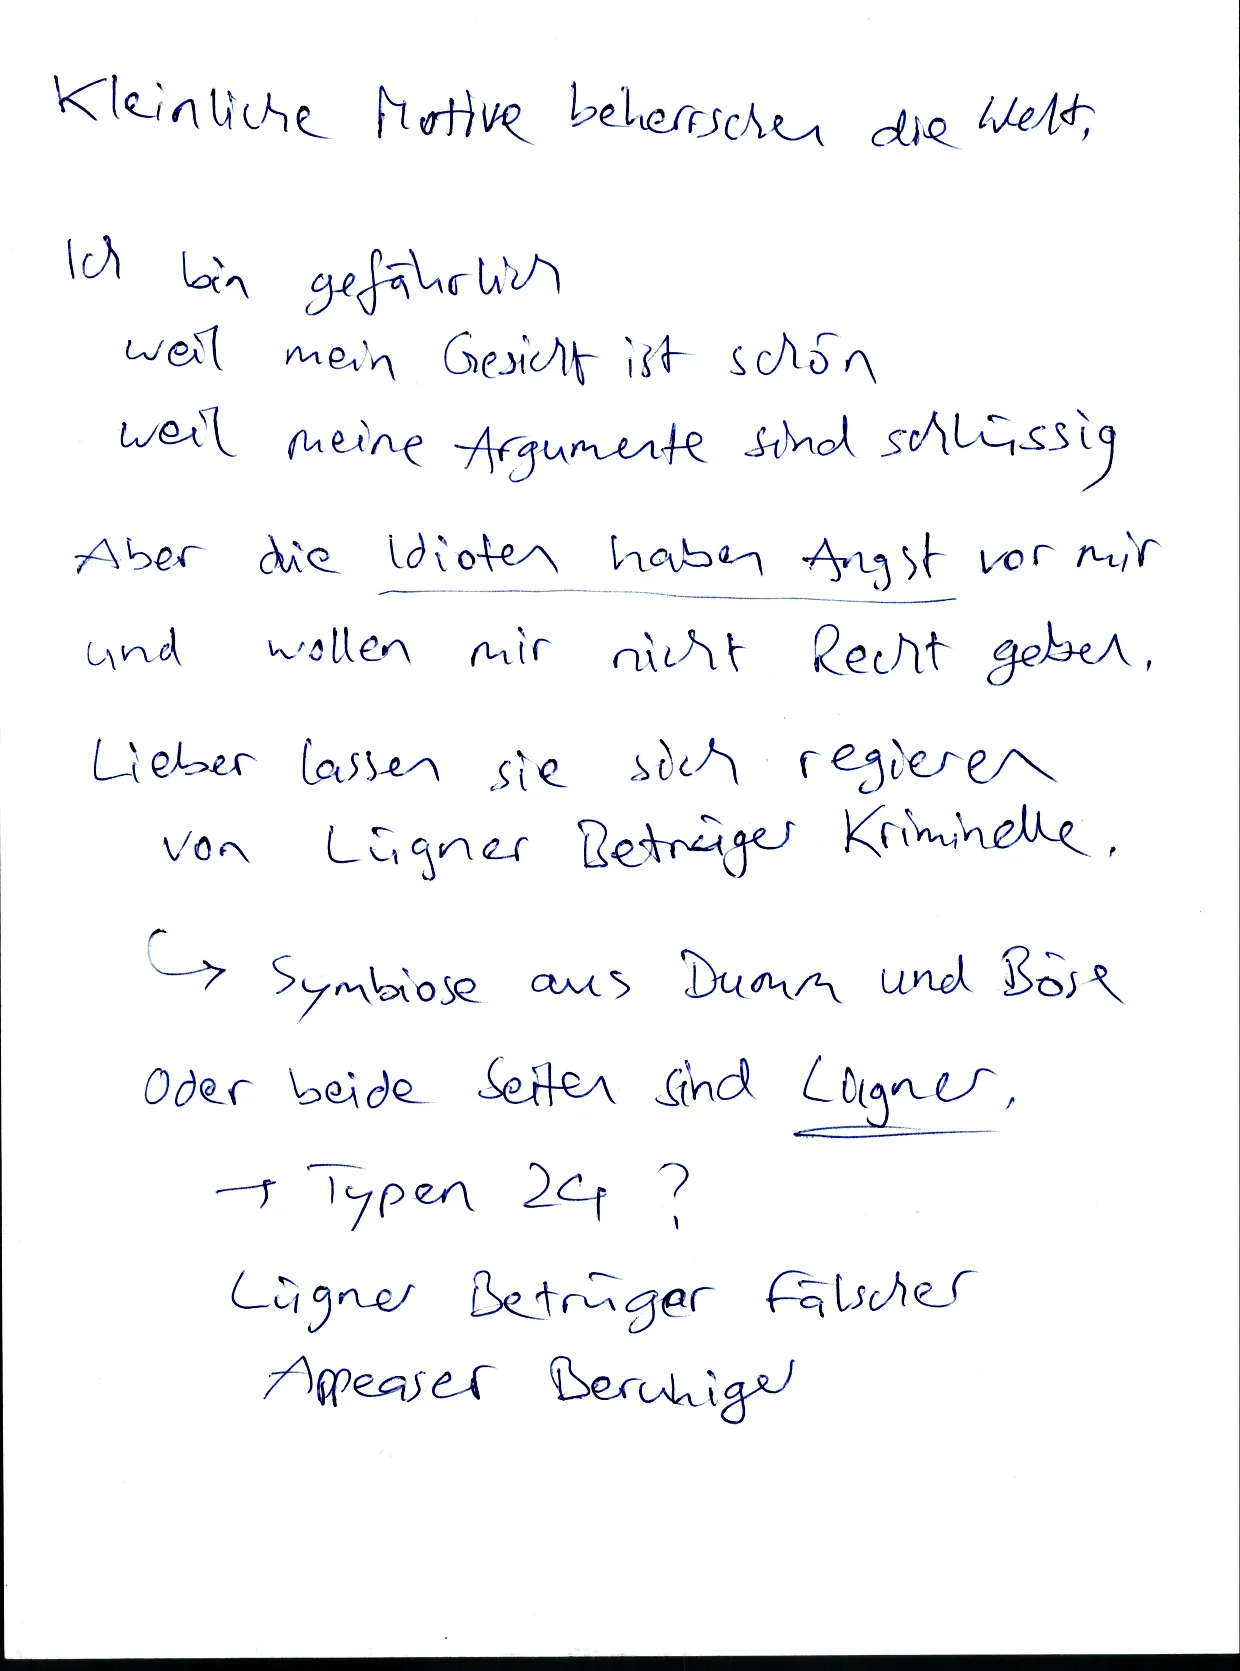 Kleinliche Motive beherrschen die Welt.
Ich bin gefährlich
weil mein Gesicht ist schön
weil meine Argumente sind schlüssig
Aber die Idioten haben Angst vor mir
und wollen mir nicht Recht geben.
Lieber lassen sie sich regieren
von Lügner Betrüger Kriminelle.
↳ Symbiose aus Dumm und Böse
Oder beide Seiten sind Lügner.
→ Typen 24 ?
Lügner Betrüger Fälscher
Appeaser Beruhiger